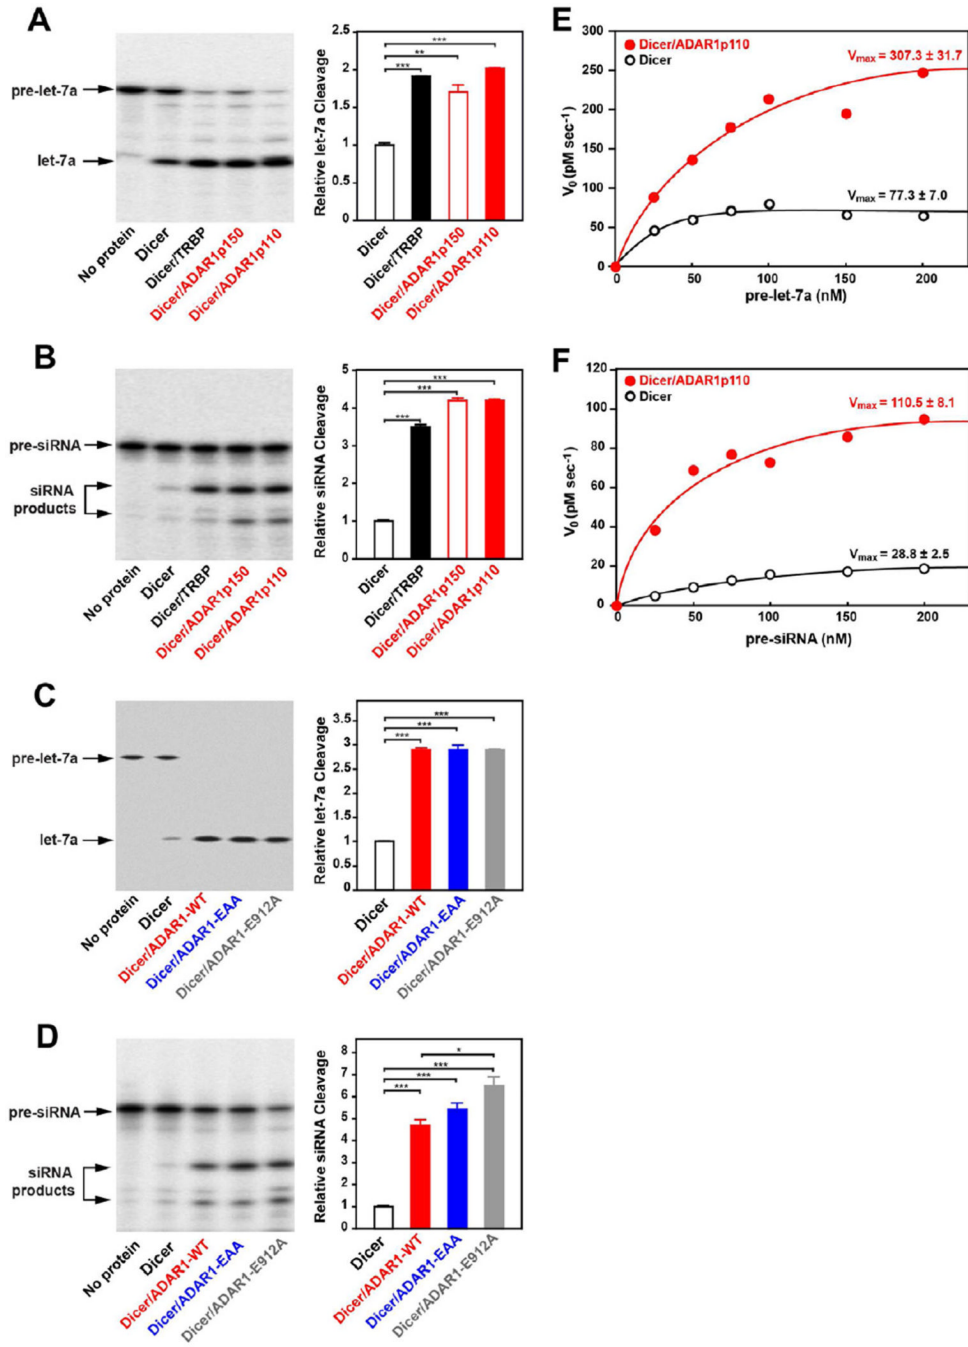 A
pre-let-7a
let-7a
No protein
Dicer
Dicer/TRBP
Dicer/ADAR1p150
Dicer/ADAR1p110
Relative let-7a Cleavage
2.5
2
1.5
1
0.5
0
***
**
***
Dicer
Dicer/TRBP
Dicer/ADAR1p150
Dicer/ADAR1p110
B
pre-siRNA
siRNA
products
No protein
Dicer
Dicer/TRBP
Dicer/ADAR1p150
Dicer/ADAR1p110
Relative siRNA Cleavage
5
4
3
2
1
0
***
***
***
Dicer
Dicer/TRBP
Dicer/ADAR1p150
Dicer/ADAR1p110
C
pre-let-7a
let-7a
No protein
Dicer
Dicer/ADAR1-WT
Dicer/ADAR1-EAA
Dicer/ADAR1-E912A
Relative let-7a Cleavage
3.5
3
2.5
2
1.5
1
0.5
0
***
***
***
Dicer
Dicer/ADAR1-WT
Dicer/ADAR1-EAA
Dicer/ADAR1-E912A
D
pre-siRNA
siRNA
products
No protein
Dicer
Dicer/ADAR1-WT
Dicer/ADAR1-EAA
Dicer/ADAR1-E912A
Relative siRNA Cleavage
8
7
6
5
4
3
2
1
0
*
***
***
***
Dicer
Dicer/ADAR1-WT
Dicer/ADAR1-EAA
Dicer/ADAR1-E912A
E
Dicer/ADAR1p110
Dicer
Vmax = 307.3 ± 31.7
Vmax = 77.3 ± 7.0
V0 (pM sec-1)
300
250
200
150
100
50
0
0 50 100 150 200
pre-let-7a (nM)
F
Dicer/ADAR1p110
Dicer
Vmax = 110.5 ± 8.1
Vmax = 28.8 ± 2.5
V0 (pM sec-1)
120
100
80
60
40
20
0
0 50 100 150 200
pre-siRNA (nM)